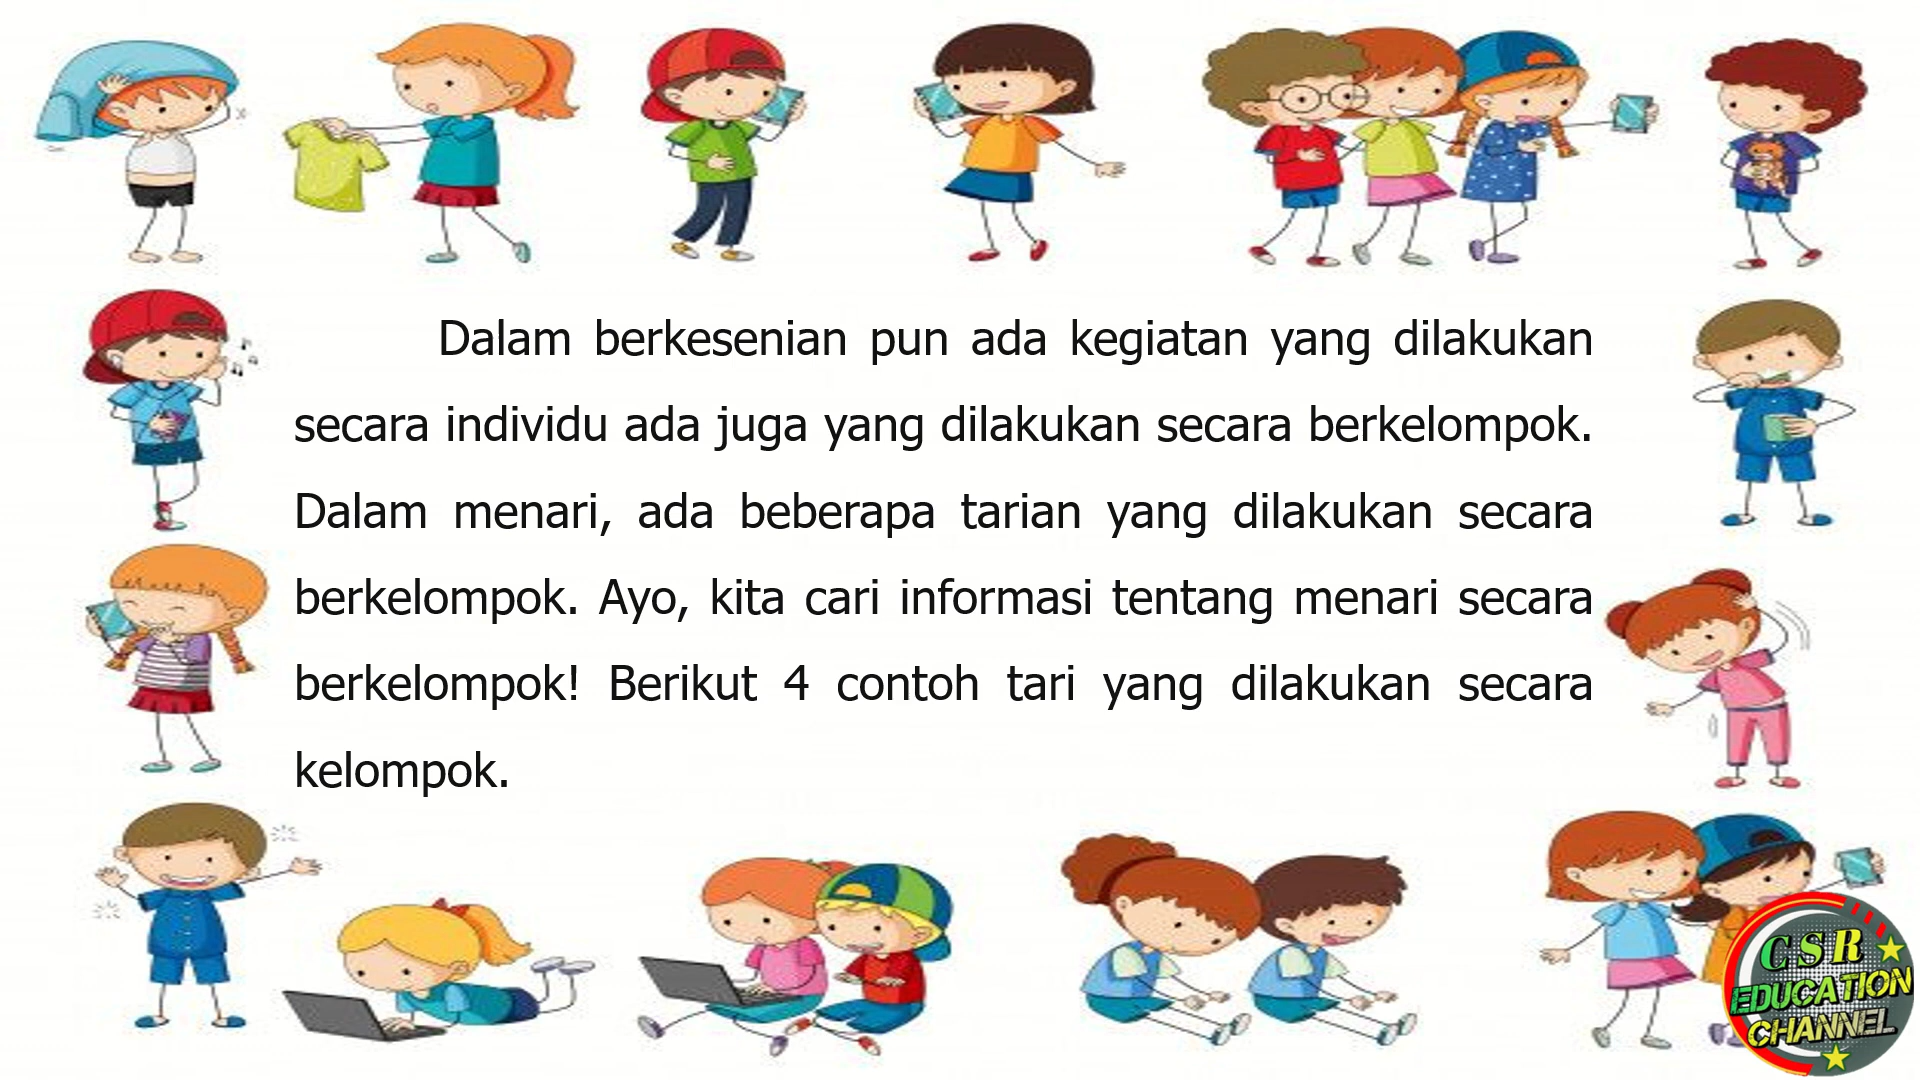 Dalam berkesenian pun ada kegiatan yang dilakukan
secara individu ada juga yang dilakukan secara berkelompok.
Dalam menari, ada beberapa tarian yang dilakukan secara
berkelompok. Ayo, kita cari informasi tentang menari secara
berkelompok! Berikut 4 contoh tari yang dilakukan secara
kelompok.
CSR
EDUCATION
CHANNEL